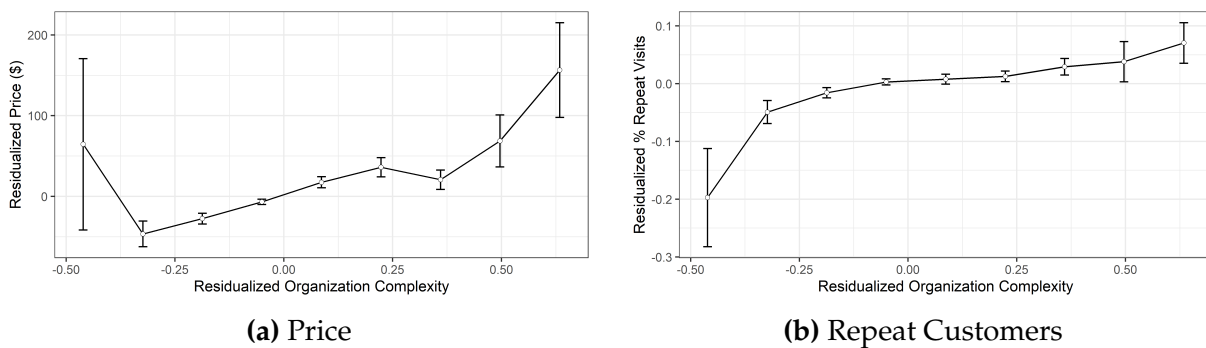 200
100
0
Residualized Price ($)
-0.50 -0.25 0.00 0.25 0.50
Residualized Organization Complexity
(a) Price
0.1
0.0
-0.1
-0.2
-0.3
Residualized % Repeat Visits
-0.50 -0.25 0.00 0.25 0.50
Residualized Organization Complexity
(b) Repeat Customers